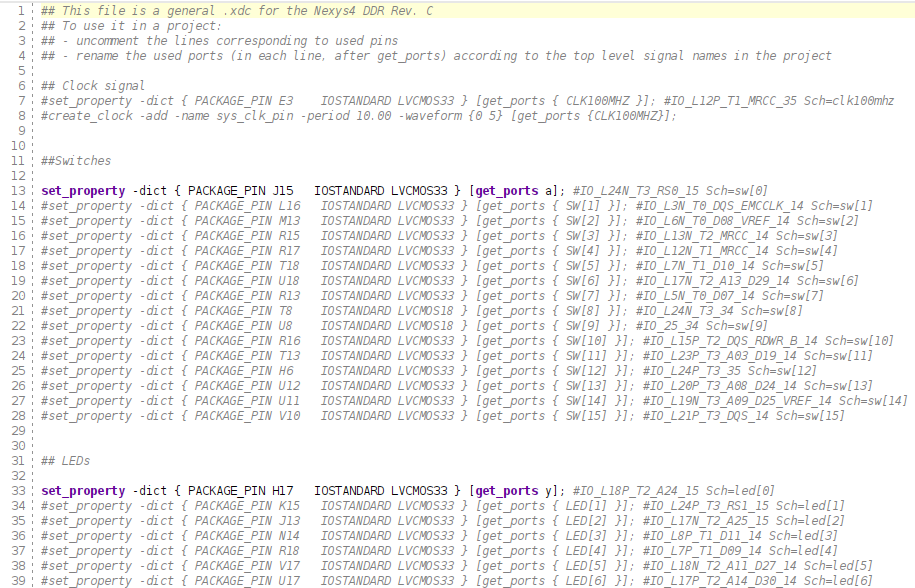 1 ## This file is a general .xdc for the Nexys4 DDR Rev. C
2 ## To use it in a project:
3 ## - uncomment the lines corresponding to used pins
4 ## - rename the used ports (in each line, after get_ports) according to the top level signal names in the project
5
6 ## Clock signal
7 #set_property -dict { PACKAGE_PIN E3    IOSTANDARD LVCMOS33 } [get_ports { CLK100MHZ }]; #IO_L12P_T1_MRCC_35 Sch=clk100mhz
8 #create_clock -add -name sys_clk_pin -period 10.00 -waveform {0 5} [get_ports {CLK100MHZ}];
9
10
11 ##Switches
12
13 set_property -dict { PACKAGE_PIN J15   IOSTANDARD LVCMOS33 } [get_ports a]; #IO_L24N_T3_RS0_15 Sch=sw[0]
14 #set_property -dict { PACKAGE_PIN L16   IOSTANDARD LVCMOS33 } [get_ports { SW[1] }]; #IO_L3N_T0_DQS_EMCCLK_14 Sch=sw[1]
15 #set_property -dict { PACKAGE_PIN M13   IOSTANDARD LVCMOS33 } [get_ports { SW[2] }]; #IO_L6N_T0_D08_VREF_14 Sch=sw[2]
16 #set_property -dict { PACKAGE_PIN R15   IOSTANDARD LVCMOS33 } [get_ports { SW[3] }]; #IO_L13N_T2_MRCC_14 Sch=sw[3]
17 #set_property -dict { PACKAGE_PIN R17   IOSTANDARD LVCMOS33 } [get_ports { SW[4] }]; #IO_L12N_T1_MRCC_14 Sch=sw[4]
18 #set_property -dict { PACKAGE_PIN T18   IOSTANDARD LVCMOS33 } [get_ports { SW[5] }]; #IO_L7N_T1_D10_14 Sch=sw[5]
19 #set_property -dict { PACKAGE_PIN U18   IOSTANDARD LVCMOS33 } [get_ports { SW[6] }]; #IO_L17N_T2_A13_D29_14 Sch=sw[6]
20 #set_property -dict { PACKAGE_PIN R13   IOSTANDARD LVCMOS33 } [get_ports { SW[7] }]; #IO_L5N_T0_D07_14 Sch=sw[7]
21 #set_property -dict { PACKAGE_PIN T8    IOSTANDARD LVCMOS18 } [get_ports { SW[8] }]; #IO_L24N_T3_34 Sch=sw[8]
22 #set_property -dict { PACKAGE_PIN U8    IOSTANDARD LVCMOS18 } [get_ports { SW[9] }]; #IO_25_34 Sch=sw[9]
23 #set_property -dict { PACKAGE_PIN R16   IOSTANDARD LVCMOS33 } [get_ports { SW[10] }]; #IO_L15P_T2_DQS_RDWR_B_14 Sch=sw[10]
24 #set_property -dict { PACKAGE_PIN T13   IOSTANDARD LVCMOS33 } [get_ports { SW[11] }]; #IO_L23P_T3_A03_D19_14 Sch=sw[11]
25 #set_property -dict { PACKAGE_PIN H6    IOSTANDARD LVCMOS33 } [get_ports { SW[12] }]; #IO_L24P_T3_35 Sch=sw[12]
26 #set_property -dict { PACKAGE_PIN U12   IOSTANDARD LVCMOS33 } [get_ports { SW[13] }]; #IO_L20P_T3_A08_D24_14 Sch=sw[13]
27 #set_property -dict { PACKAGE_PIN U11   IOSTANDARD LVCMOS33 } [get_ports { SW[14] }]; #IO_L19N_T3_A09_D25_VREF_14 Sch=sw[14]
28 #set_property -dict { PACKAGE_PIN V10   IOSTANDARD LVCMOS33 } [get_ports { SW[15] }]; #IO_L21P_T3_DQS_14 Sch=sw[15]
29
30
31 ## LEDs
32
33 set_property -dict { PACKAGE_PIN H17   IOSTANDARD LVCMOS33 } [get_ports y]; #IO_L18P_T2_A24_15 Sch=led[0]
34 #set_property -dict { PACKAGE_PIN K15   IOSTANDARD LVCMOS33 } [get_ports { LED[1] }]; #IO_L24P_T3_RS1_15 Sch=led[1]
35 #set_property -dict { PACKAGE_PIN J13   IOSTANDARD LVCMOS33 } [get_ports { LED[2] }]; #IO_L17N_T2_A25_15 Sch=led[2]
36 #set_property -dict { PACKAGE_PIN N14   IOSTANDARD LVCMOS33 } [get_ports { LED[3] }]; #IO_L8P_T1_D11_14 Sch=led[3]
37 #set_property -dict { PACKAGE_PIN R18   IOSTANDARD LVCMOS33 } [get_ports { LED[4] }]; #IO_L7P_T1_D09_14 Sch=led[4]
38 #set_property -dict { PACKAGE_PIN V17   IOSTANDARD LVCMOS33 } [get_ports { LED[5] }]; #IO_L18N_T2_A11_D27_14 Sch=led[5]
39 #set_property -dict { PACKAGE_PIN U17   IOSTANDARD LVCMOS33 } [get_ports { LED[6] }]; #IO_L17P_T2_A14_D30_14 Sch=led[6]